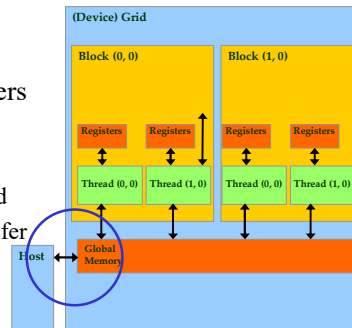 (Device) Grid
Block (0, 0)
Block (1, 0)
ers
Registers
Registers
Registers
Registers
d
Thread (0, 0)
Thread (1, 0)
Thread (0, 0)
Thread (1, 0)
fer
Host
Global
Memory